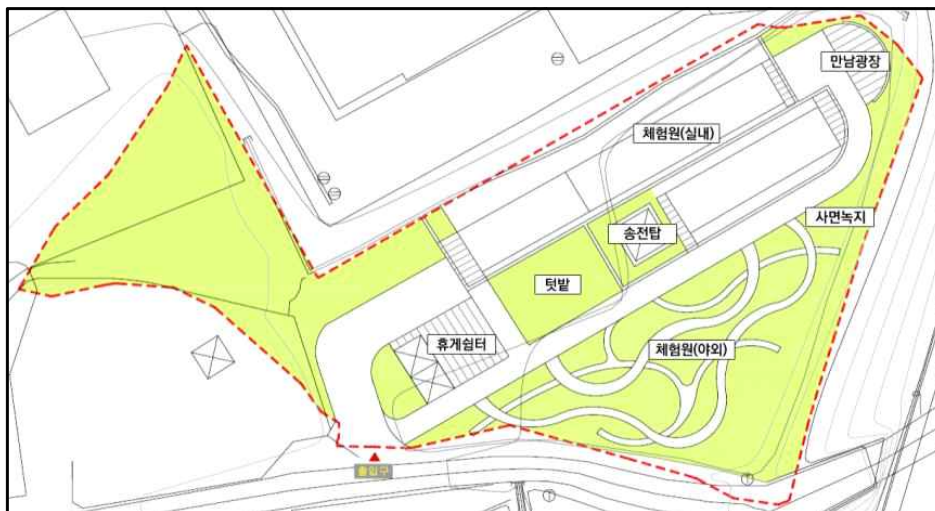 만남광장
체험원(실내)
사면녹지
송전탑
텃밭
휴게쉼터
체험원(야외)
출입구